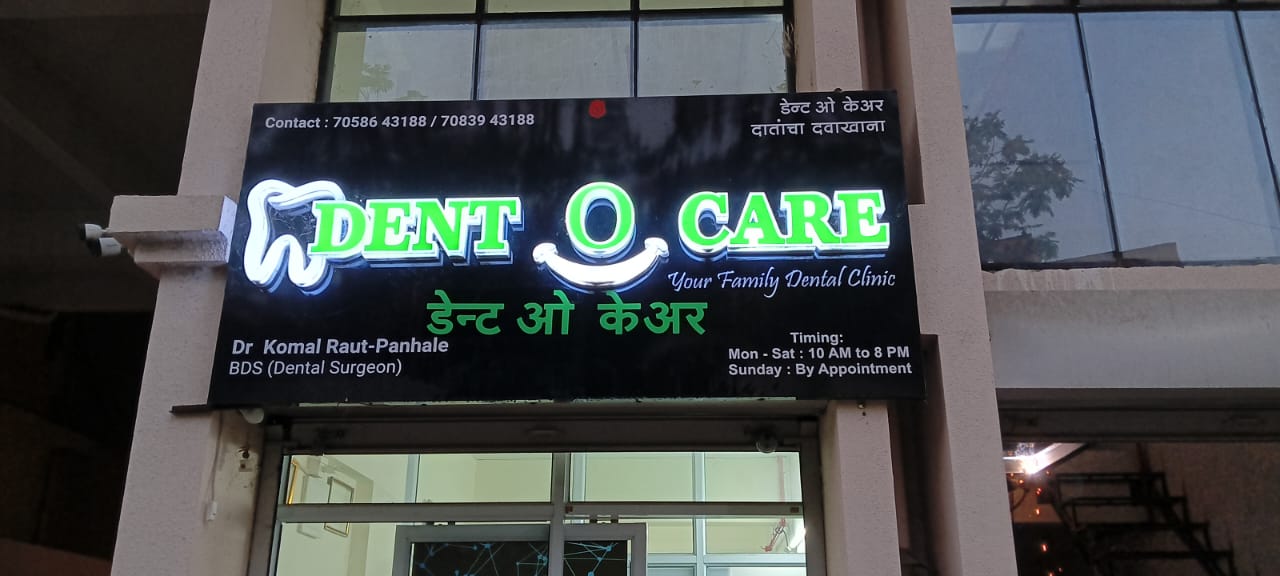 Contact : 70586 43188 / 70839 43188
डेन्ट ओ केअर
दातांचा दवाखाना
DENT O CARE
Your Family Dental Clinic
डेन्ट ओ केअर
Dr Komal Raut-Panhale
BDS (Dental Surgeon)
Timing:
Mon - Sat : 10 AM to 8 PM
Sunday : By Appointment